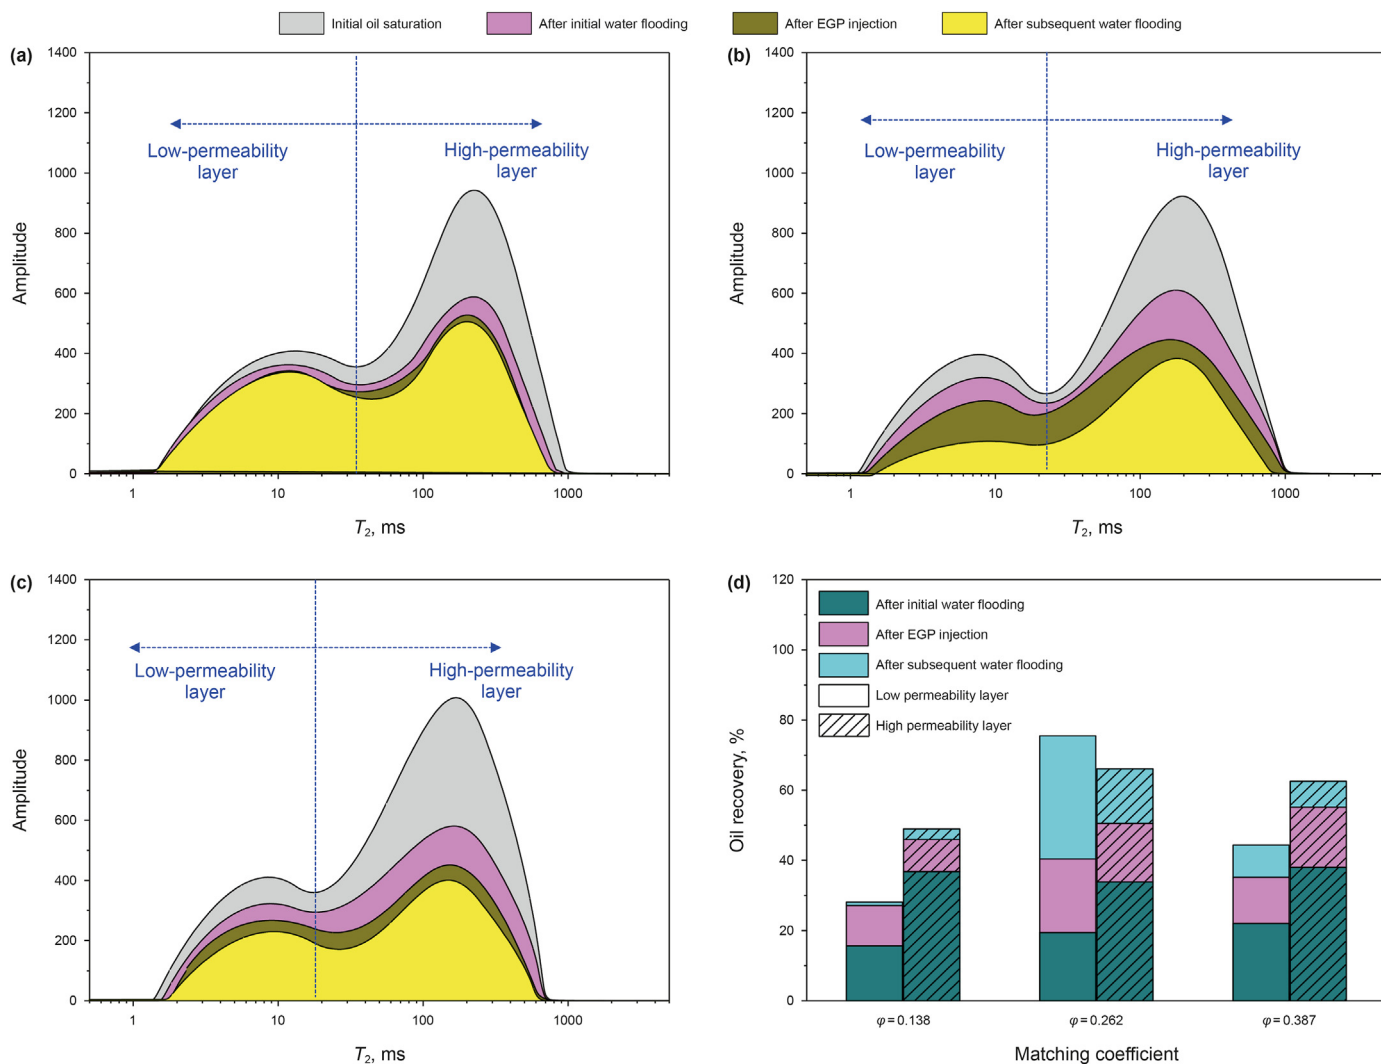 Initial oil saturation After initial water flooding After EGP injection After subsequent water flooding
(a)
1400
1200
1000
800
600
400
200
0
Amplitude
Low-permeability
layer
High-permeability
layer
1 10 100 1000
T2, ms
(b)
1400
1200
1000
800
600
400
200
0
Amplitude
Low-permeability
layer
High-permeability
layer
1 10 100 1000
T2, ms
(c)
1400
1200
1000
800
600
400
200
0
Amplitude
Low-permeability
layer
High-permeability
layer
1 10 100 1000
T2, ms
(d)
120
100
80
60
40
20
0
Oil recovery, %
After initial water flooding
After EGP injection
After subsequent water flooding
Low permeability layer
High permeability layer
φ=0.138 φ=0.262 φ=0.387
Matching coefficient